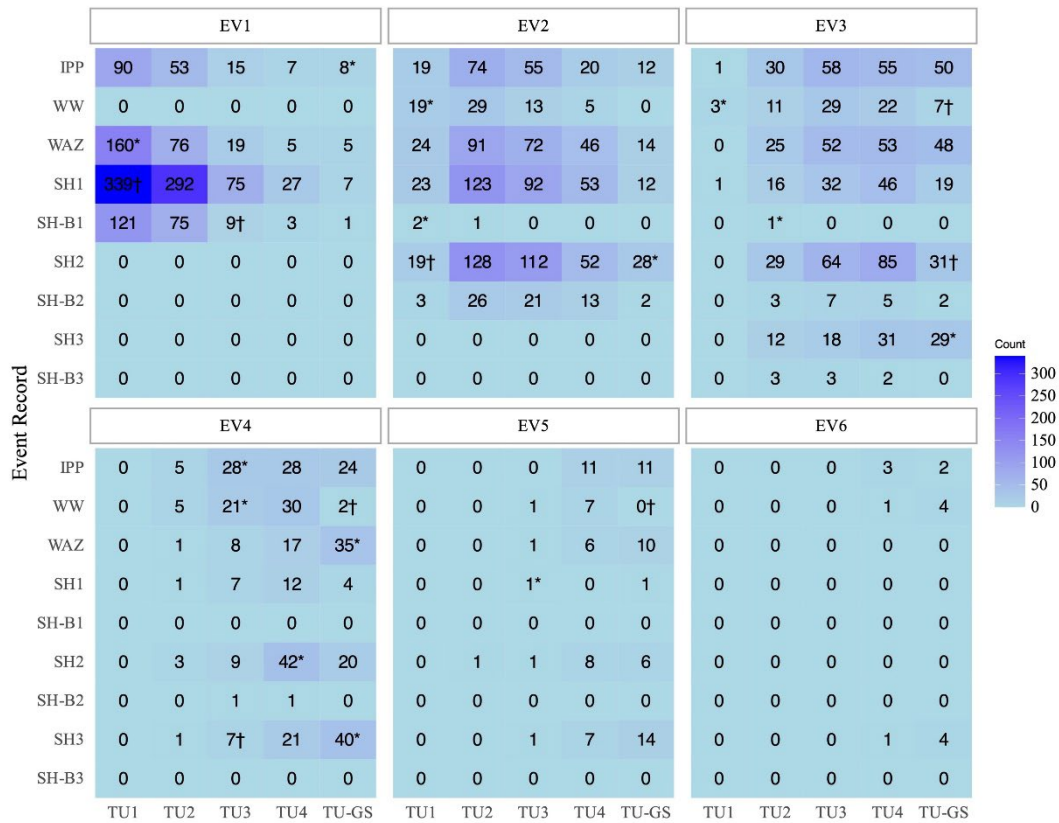 EV1 EV2 EV3
IPP 90 53 15 7 8* 19 74 55 20 12 1 30 58 55 50
WW 0 0 0 0 0 19* 29 13 5 0 3* 11 29 22 7†
WAZ 160* 76 19 5 5 24 91 72 46 14 0 25 52 53 48
SH1 339† 292 75 27 7 23 123 92 53 12 1 16 32 46 19
SH-B1 121 75 9† 3 1 2* 1 0 0 0 0 1* 0 0 0
SH2 0 0 0 0 0 19† 128 112 52 28* 0 29 64 85 31†
SH-B2 0 0 0 0 0 3 26 21 13 2 0 3 7 5 2
SH3 0 0 0 0 0 0 0 0 0 0 0 12 18 31 29*
SH-B3 0 0 0 0 0 0 0 0 0 0 0 3 3 2 0
Event Record
Count
300
250
200
150
100
50
0
EV4 EV5 EV6
IPP 0 5 28* 28 24 0 0 0 11 11 0 0 0 3 2
WW 0 5 21* 30 2† 0 0 1 7 0† 0 0 0 1 4
WAZ 0 1 8 17 35* 0 0 1 6 10 0 0 0 0 0
SH1 0 1 7 12 4 0 0 1* 0 1 0 0 0 0 0
SH-B1 0 0 0 0 0 0 0 0 0 0 0 0 0 0 0
SH2 0 3 9 42* 20 0 1 1 8 6 0 0 0 0 0
SH-B2 0 0 1 1 0 0 0 0 0 0 0 0 0 0 0
SH3 0 1 7† 21 40* 0 0 1 7 14 0 0 0 1 4
SH-B3 0 0 0 0 0 0 0 0 0 0 0 0 0 0 0
TU1 TU2 TU3 TU4 TU-GS TU1 TU2 TU3 TU4 TU-GS TU1 TU2 TU3 TU4 TU-GS